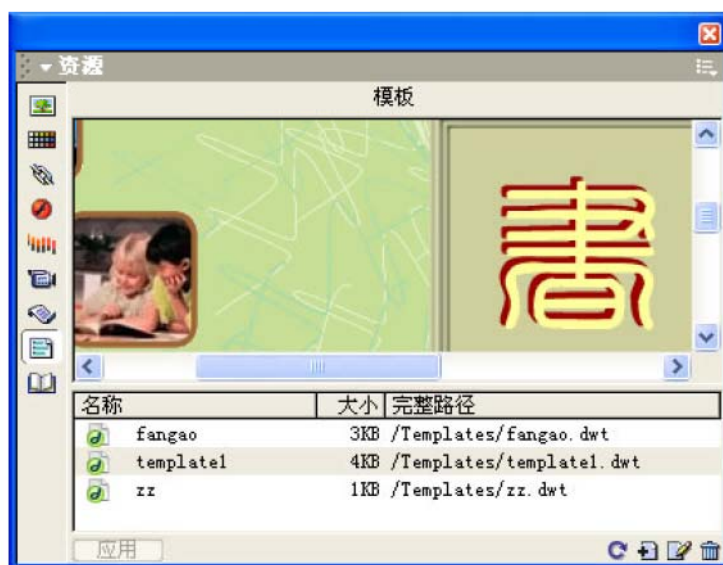 资源
模板
書
名称 大小 完整路径
fangao 3KB /Templates/fangao.dwt
template1 4KB /Templates/template1.dwt
zz 1KB /Templates/zz.dwt
应用